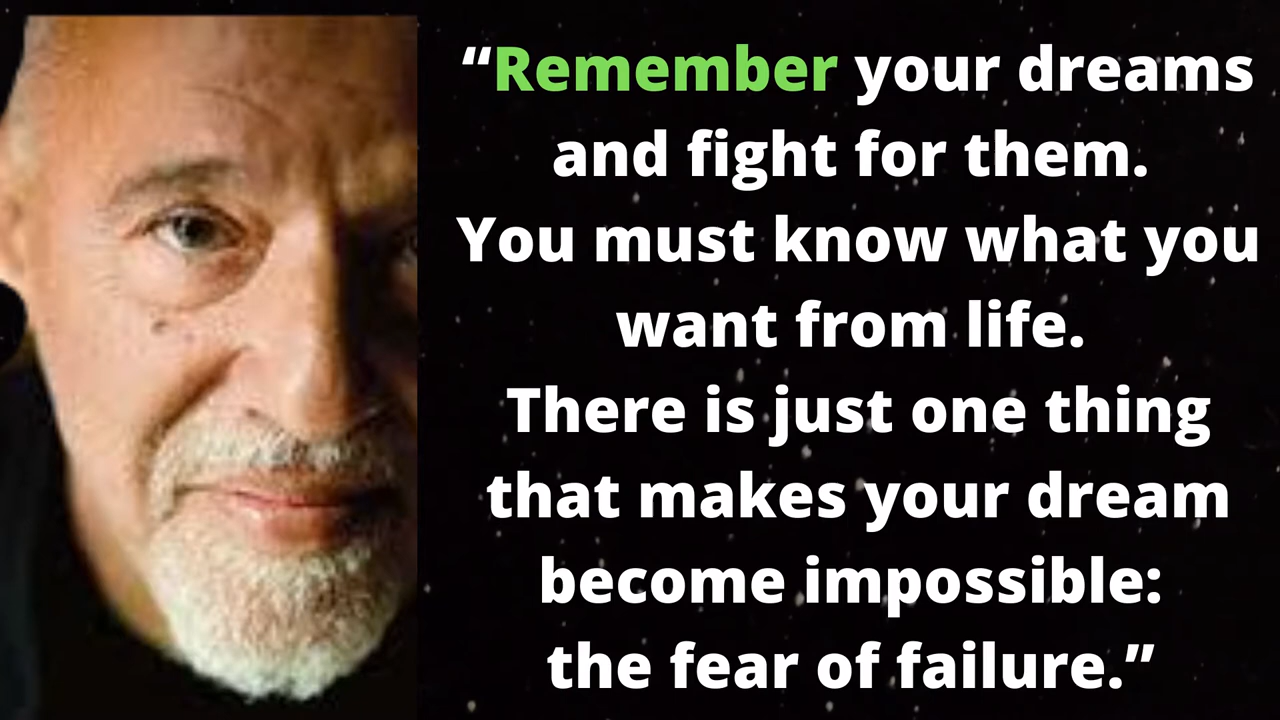 “Remember your dreams
and fight for them.
You must know what you
want from life.
There is just one thing
that makes your dream
become impossible:
the fear of failure.”